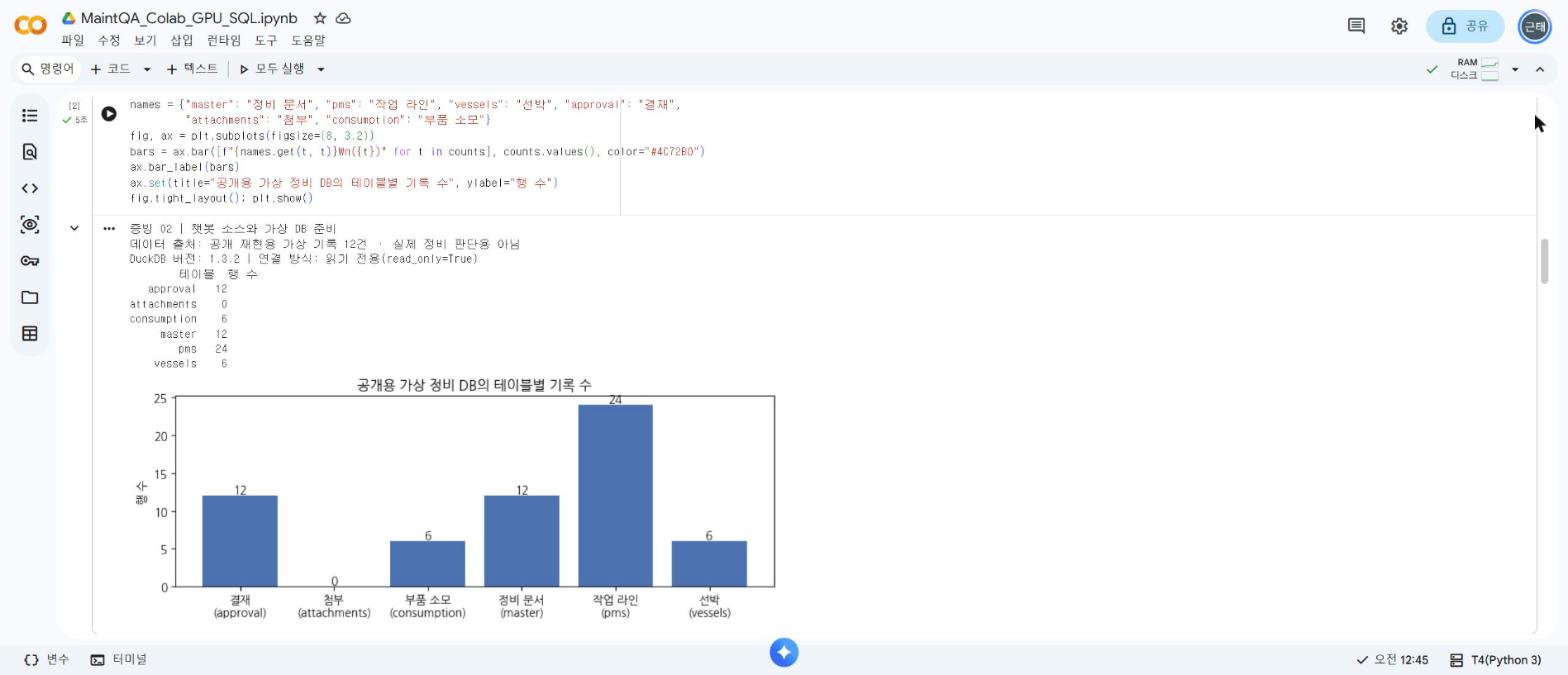 CO MaintQA_Colab_GPU_SQL.ipynb
파일 수정 보기 삽입 런타임 도구 도움말
공유
근태
명령어 + 코드 + 텍스트 모두 실행
RAM
디스크
[2]
5초
names = {"master": "정비 문서", "pms": "작업 라인", "vessels": "선박", "approval": "결재",
"attachments": "첨부", "consumption": "부품 소모"}
fig, ax = plt.subplots(figsize=(8, 3.2))
bars = ax.bar([f"{names.get(t, t)}₩n({t})" for t in counts], counts.values(), color="#4C72B0")
ax.bar_label(bars)
ax.set(title="공개용 가상 정비 DB의 테이블별 기록 수", ylabel="행 수")
fig.tight_layout(); plt.show()
증빙 02 | 챗봇 소스와 가상 DB 준비
데이터 출처: 공개 재현용 가상 기록 12건 · 실제 정비 판단용 아님
DuckDB 버전: 1.3.2 | 연결 방식: 읽기 전용(read_only=True)
테이블 행 수
approval 12
attachments 0
consumption 6
master 12
pms 24
vessels 6
공개용 가상 정비 DB의 테이블별 기록 수
행 수
25
20
15
10
5
0
12
0
6
12
24
6
결재 첨부 부품 소모 정비 문서 작업 라인 선박
(approval) (attachments) (consumption) (master) (pms) (vessels)
변수 터미널
오전 12:45 T4(Python 3)